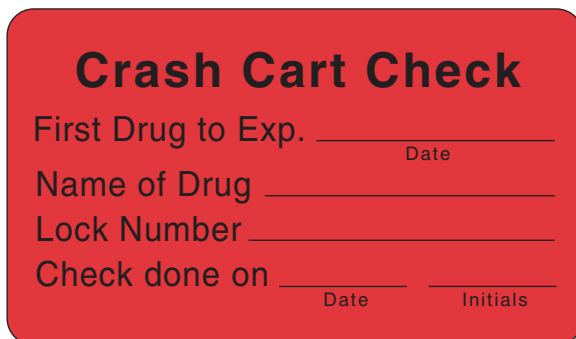 Crash Cart Check
First Drug to Exp.
Date
Name of Drug
Lock Number
Check done on
Date Initials